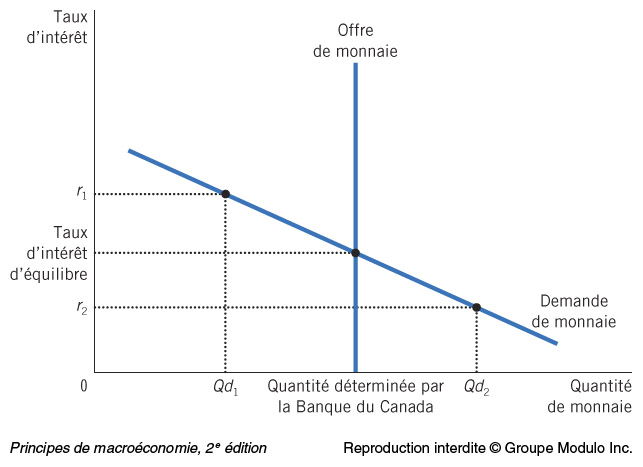 Taux
d'intérêt
Offre
de monnaie
r1
Taux
d'intérêt
d'équilibre
r2
Demande
de monnaie
0
Qd1
Quantité déterminée par
la Banque du Canada
Qd2
Quantité
de monnaie
Principes de macroéconomie, 2e édition
Reproduction interdite © Groupe Modulo Inc.